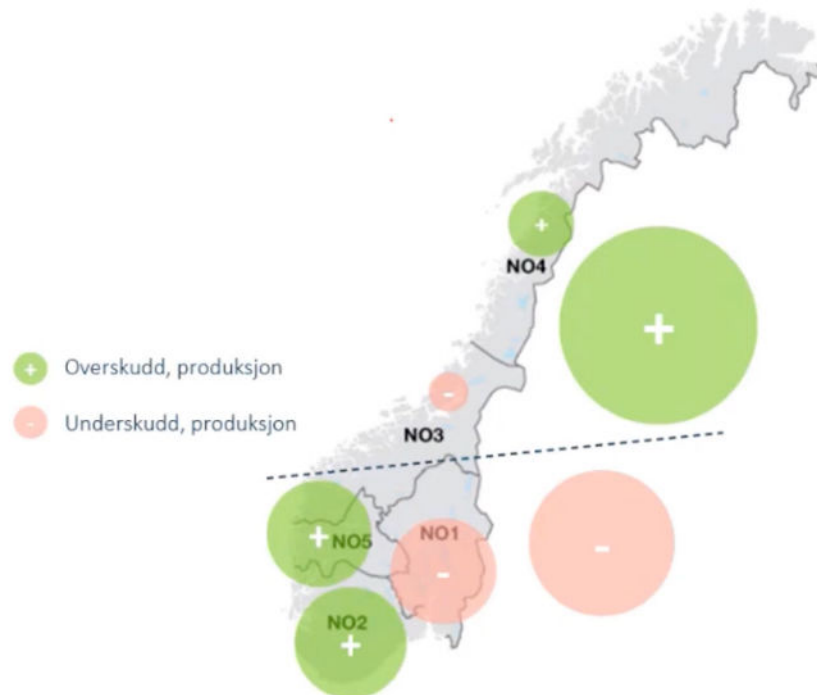 +
NO4
+
+ Overskudd, produksjon
-
- Underskudd, produksjon
NO3
+
NO5
NO1
-
-
NO2
+